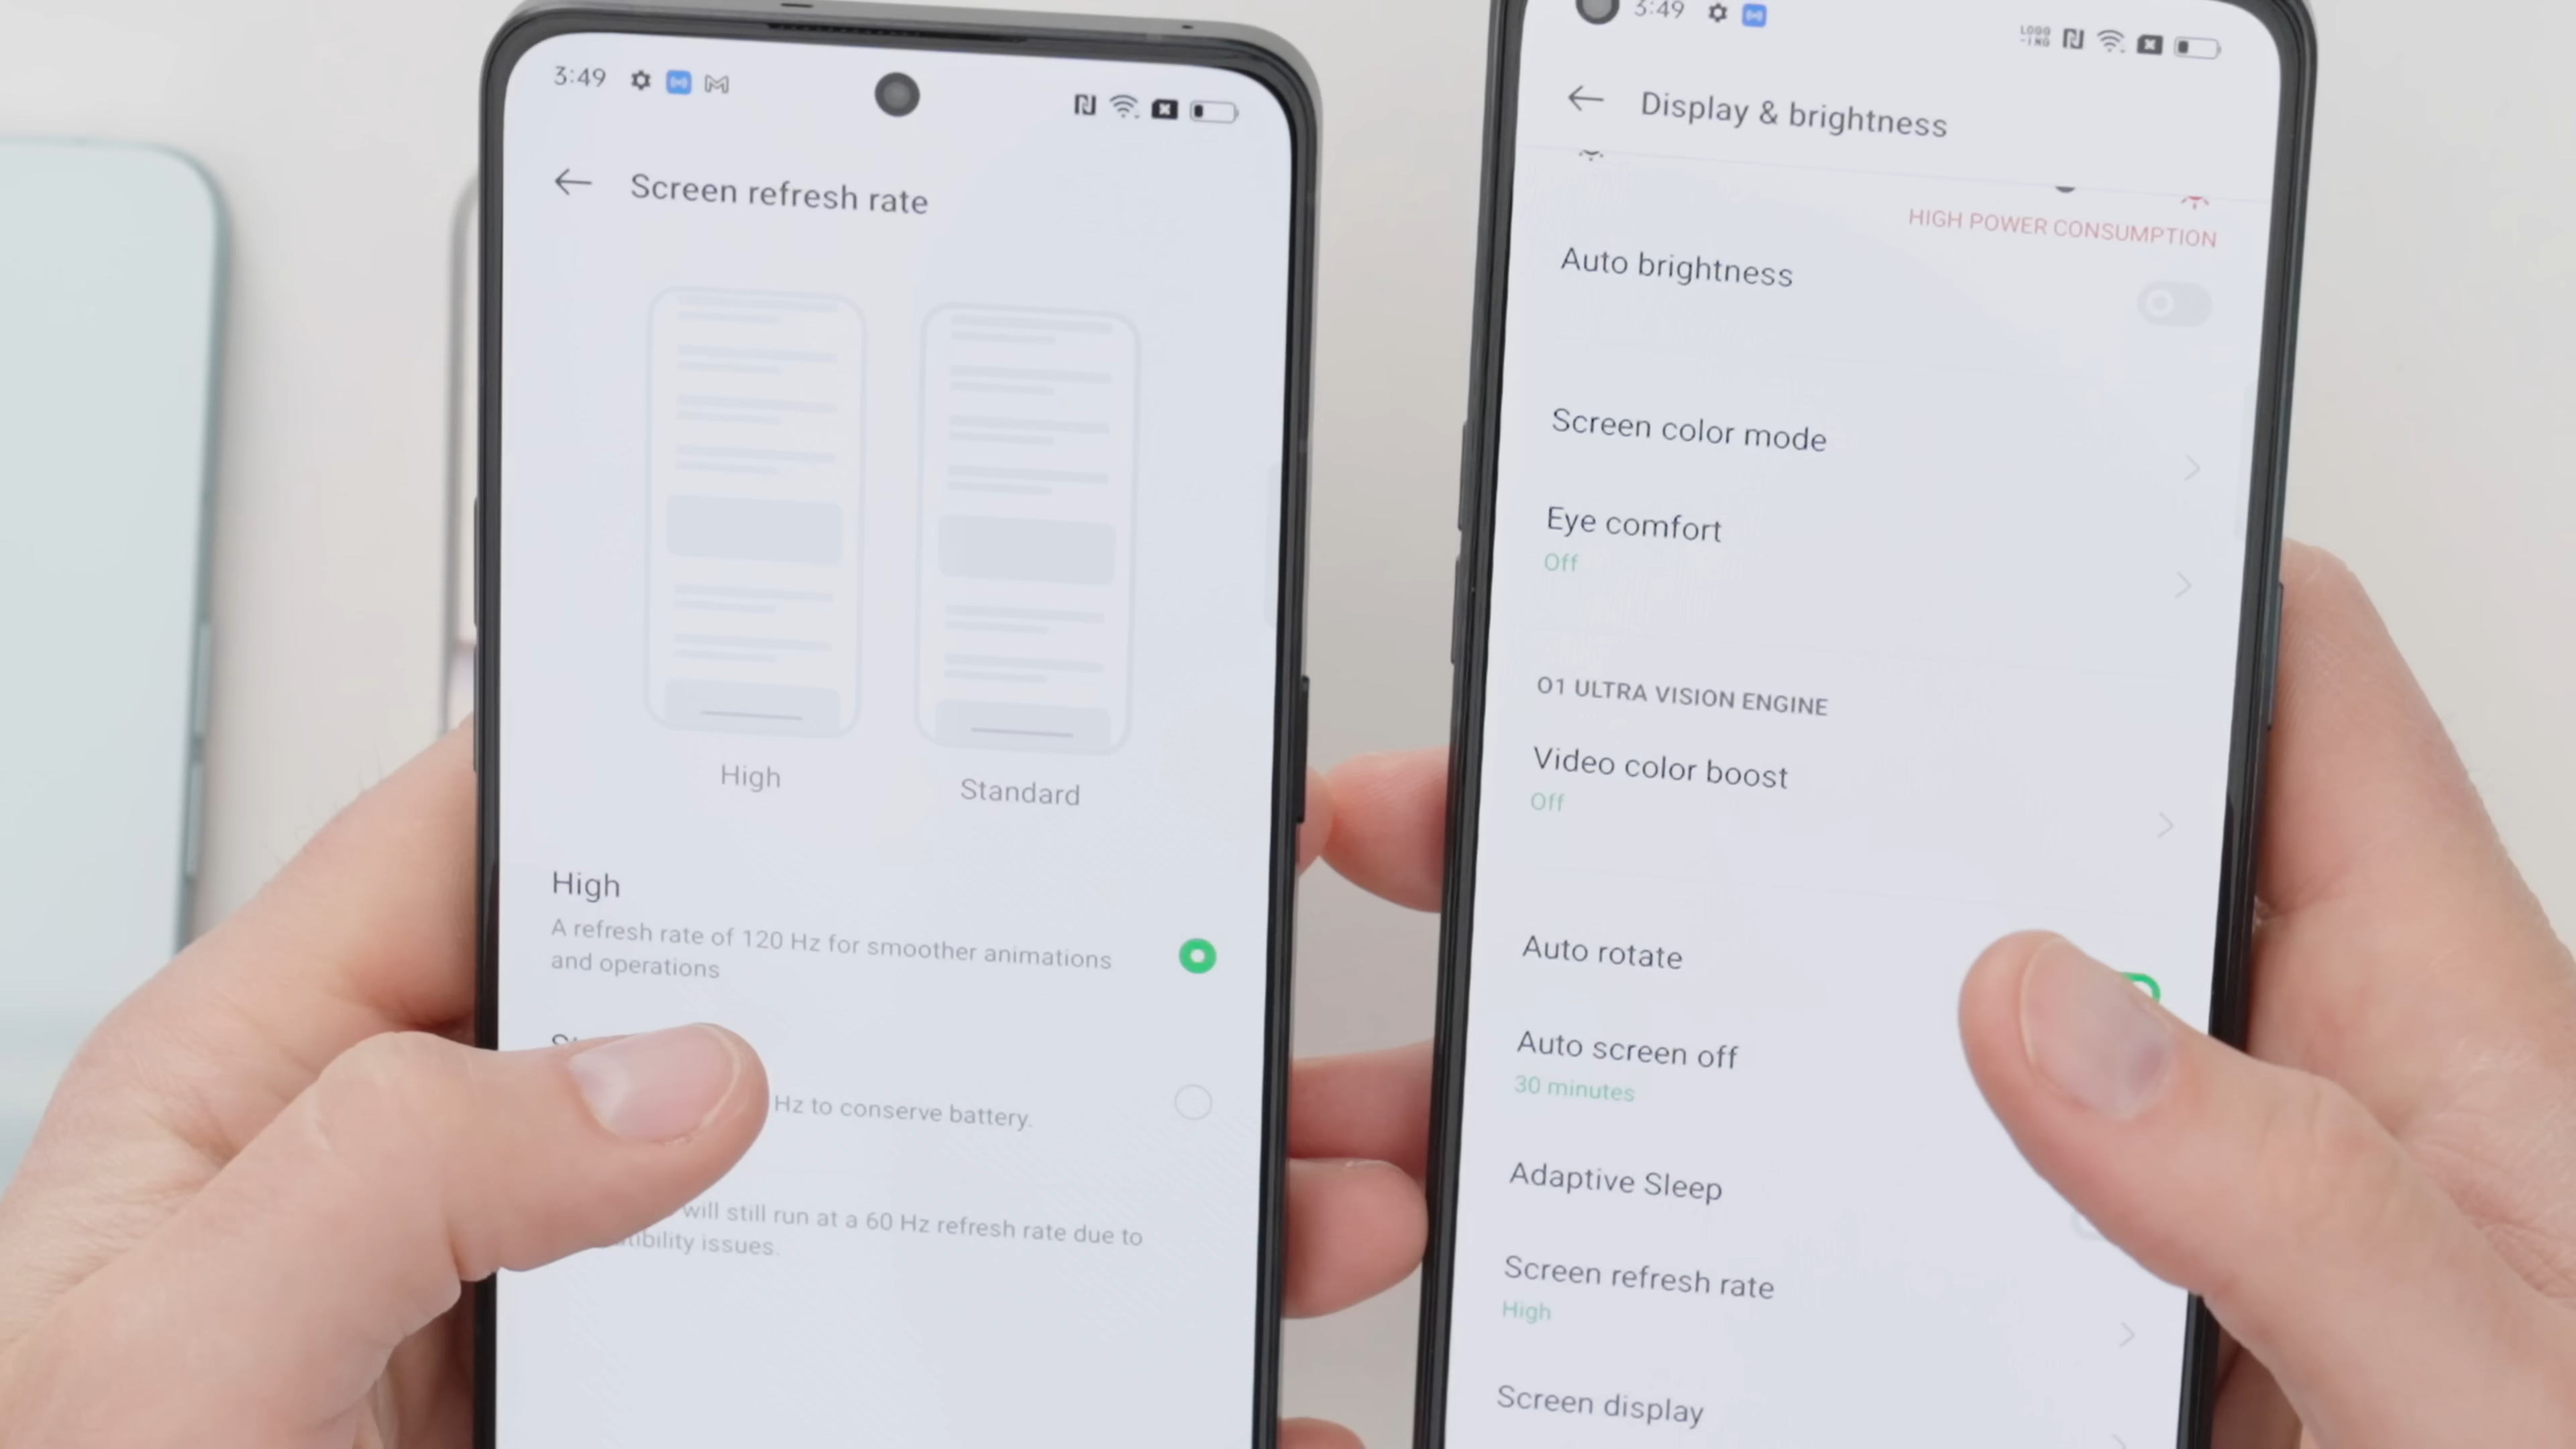 3:49
Screen refresh rate
High
Standard
High
A refresh rate of 120 Hz for smoother animations
and operations
Hz to conserve battery.
will still run at a 60 Hz refresh rate due to
issues.
3:49
Display & brightness
HIGH POWER CONSUMPTION
Auto brightness
Screen color mode
Eye comfort
Off
O1 ULTRA VISION ENGINE
Video color boost
Off
Auto rotate
Auto screen off
30 minutes
Adaptive Sleep
Screen refresh rate
High
Screen display